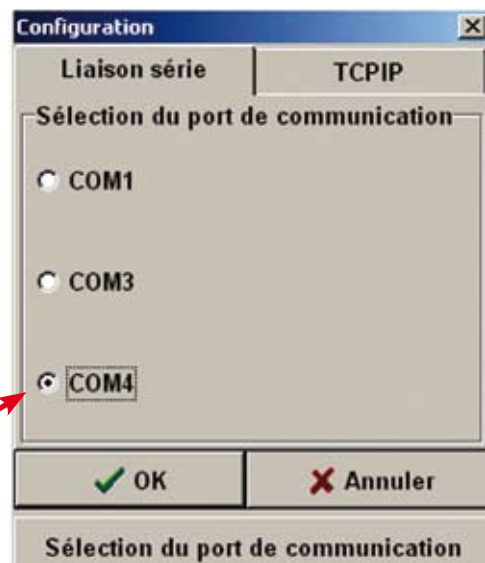 Configuration
Liaison série
TCPIP
Sélection du port de communication
COM1
COM3
COM4
OK
Annuler
Sélection du port de communication